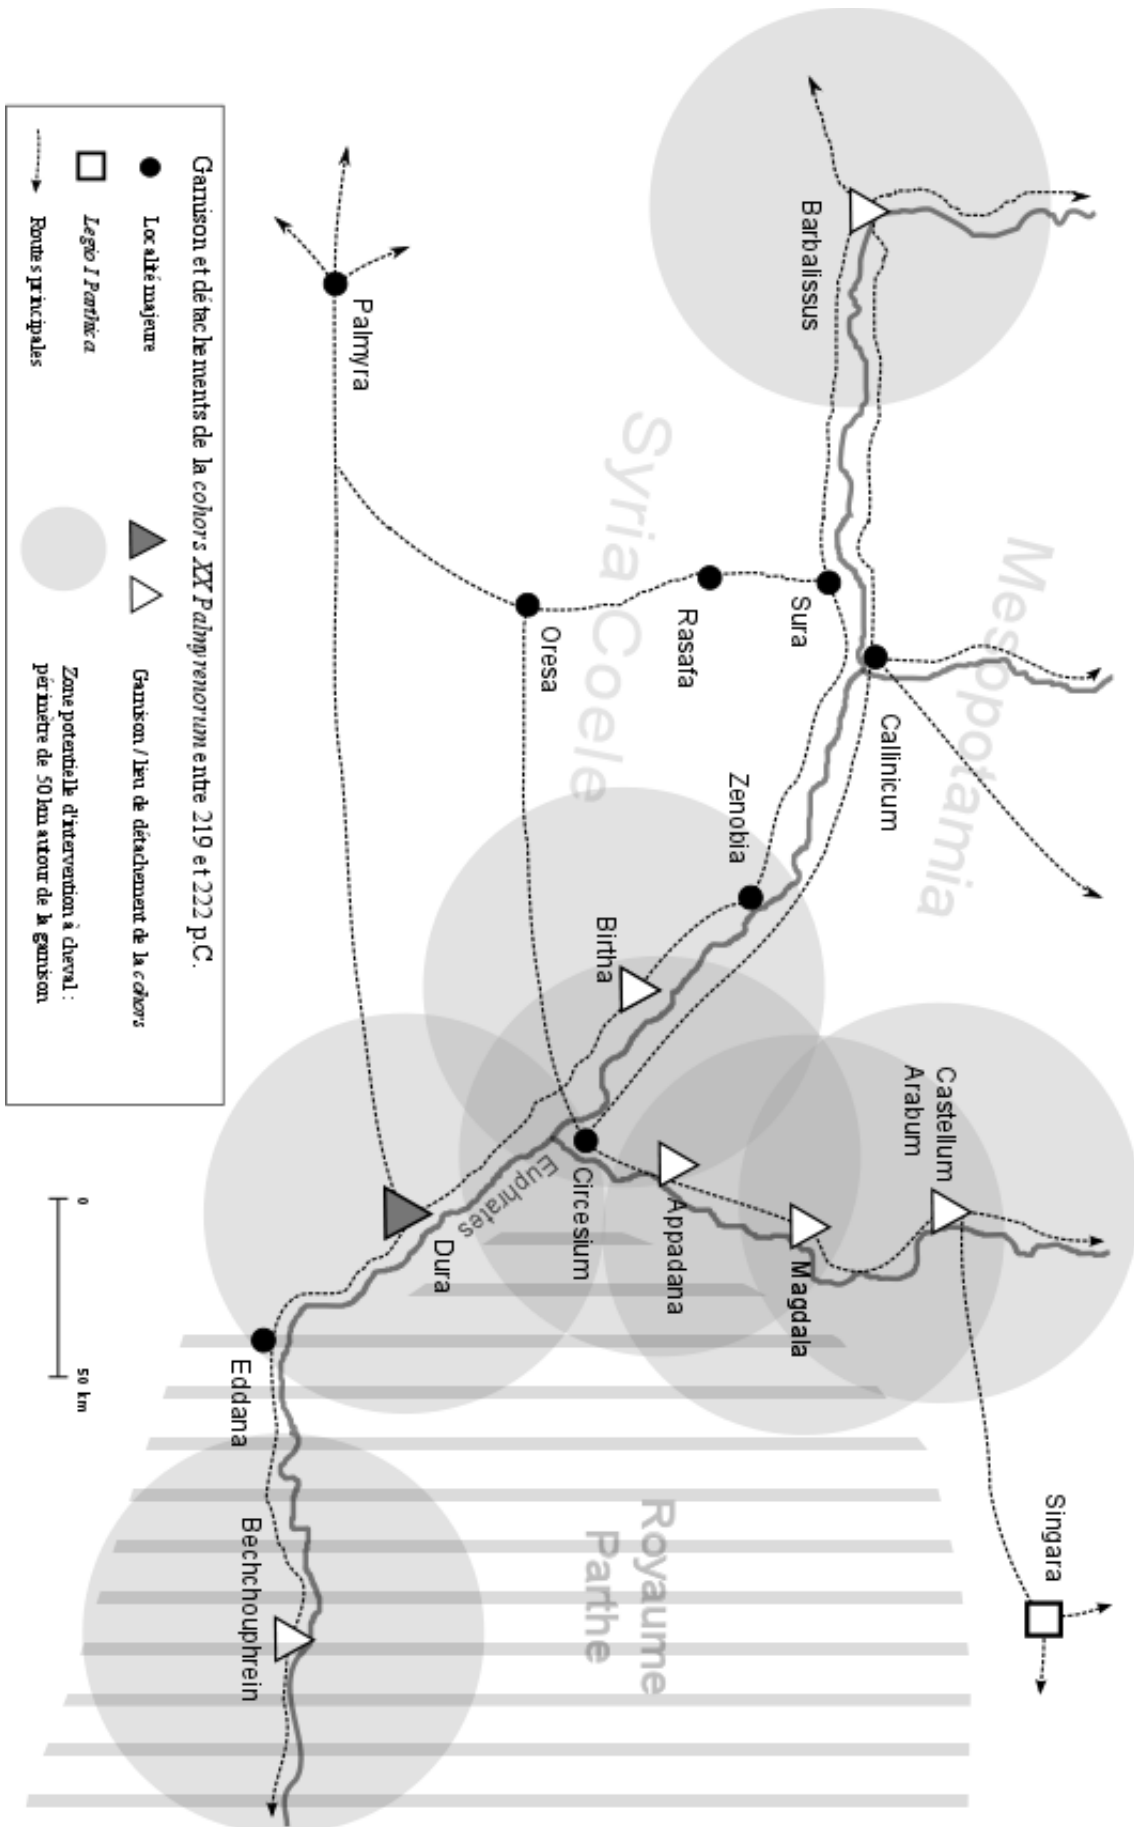 Barbalissus
Palmyra
Syria Coele
Mesopotamia
Sura
Rasafa
Oresa
Callinicum
Zenobia
Birtha
Castellum
Arabum
Circesium
Appadana
Magdala
Euphrates
Dura
Eddana
Bechchouphrein
Singara
Royaume
Parthe
Garnison et détachements de la cohors XX Palmyrenorum entre 219 et 222 p.C.
Localité majeure
Legio I Parthica
Routes principales
Garnison / lieu de détachement de la cohors
Zone potentielle d'intervention à cheval :
périmètre de 50 km autour de la garnison
0
50 km